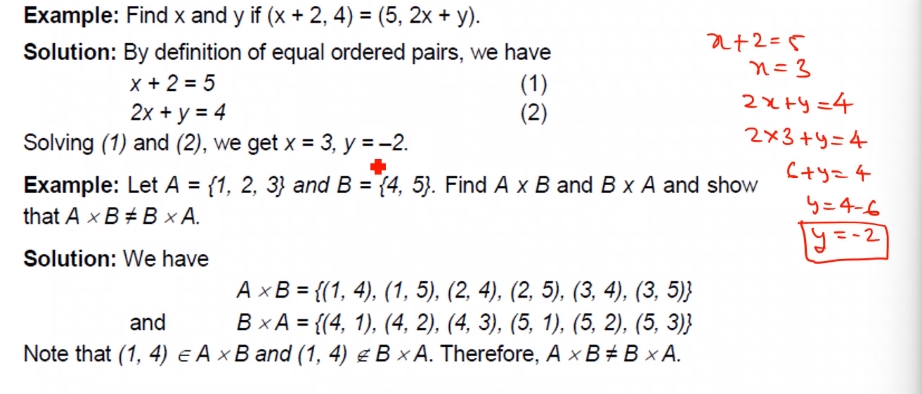 Example: Find x and y if (x + 2, 4) = (5, 2x + y).
Solution: By definition of equal ordered pairs, we have
x + 2 = 5 (1)
2x + y = 4 (2)
Solving (1) and (2), we get x = 3, y = –2.
Example: Let A = {1, 2, 3} and B = {4, 5}. Find A x B and B x A and show
that A × B ≠ B × A.
Solution: We have
A × B = {(1, 4), (1, 5), (2, 4), (2, 5), (3, 4), (3, 5)}
and B × A = {(4, 1), (4, 2), (4, 3), (5, 1), (5, 2), (5, 3)}
Note that (1, 4) ∈ A × B and (1, 4) ∉ B × A. Therefore, A × B ≠ B × A.
x+2=5
x=3
2x+y=4
2×3+y=4
6+y=4
y=4-6
y=-2